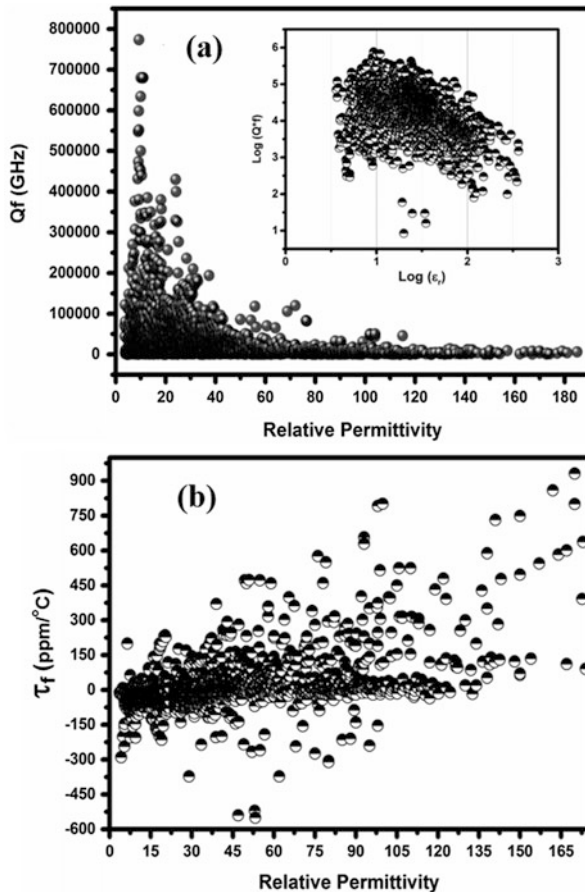 (a)
Qf (GHz)
800000
700000
600000
500000
400000
300000
200000
100000
0
0 20 40 60 80 100 120 140 160 180
Relative Permittivity
Log (Q*f)
6
5
4
3
2
1
0 1 2 3
Log (εr)
(b)
τf (ppm/°C)
900
750
600
450
300
150
0
-150
-300
-450
-600
0 15 30 45 60 75 90 105 120 135 150 165
Relative Permittivity